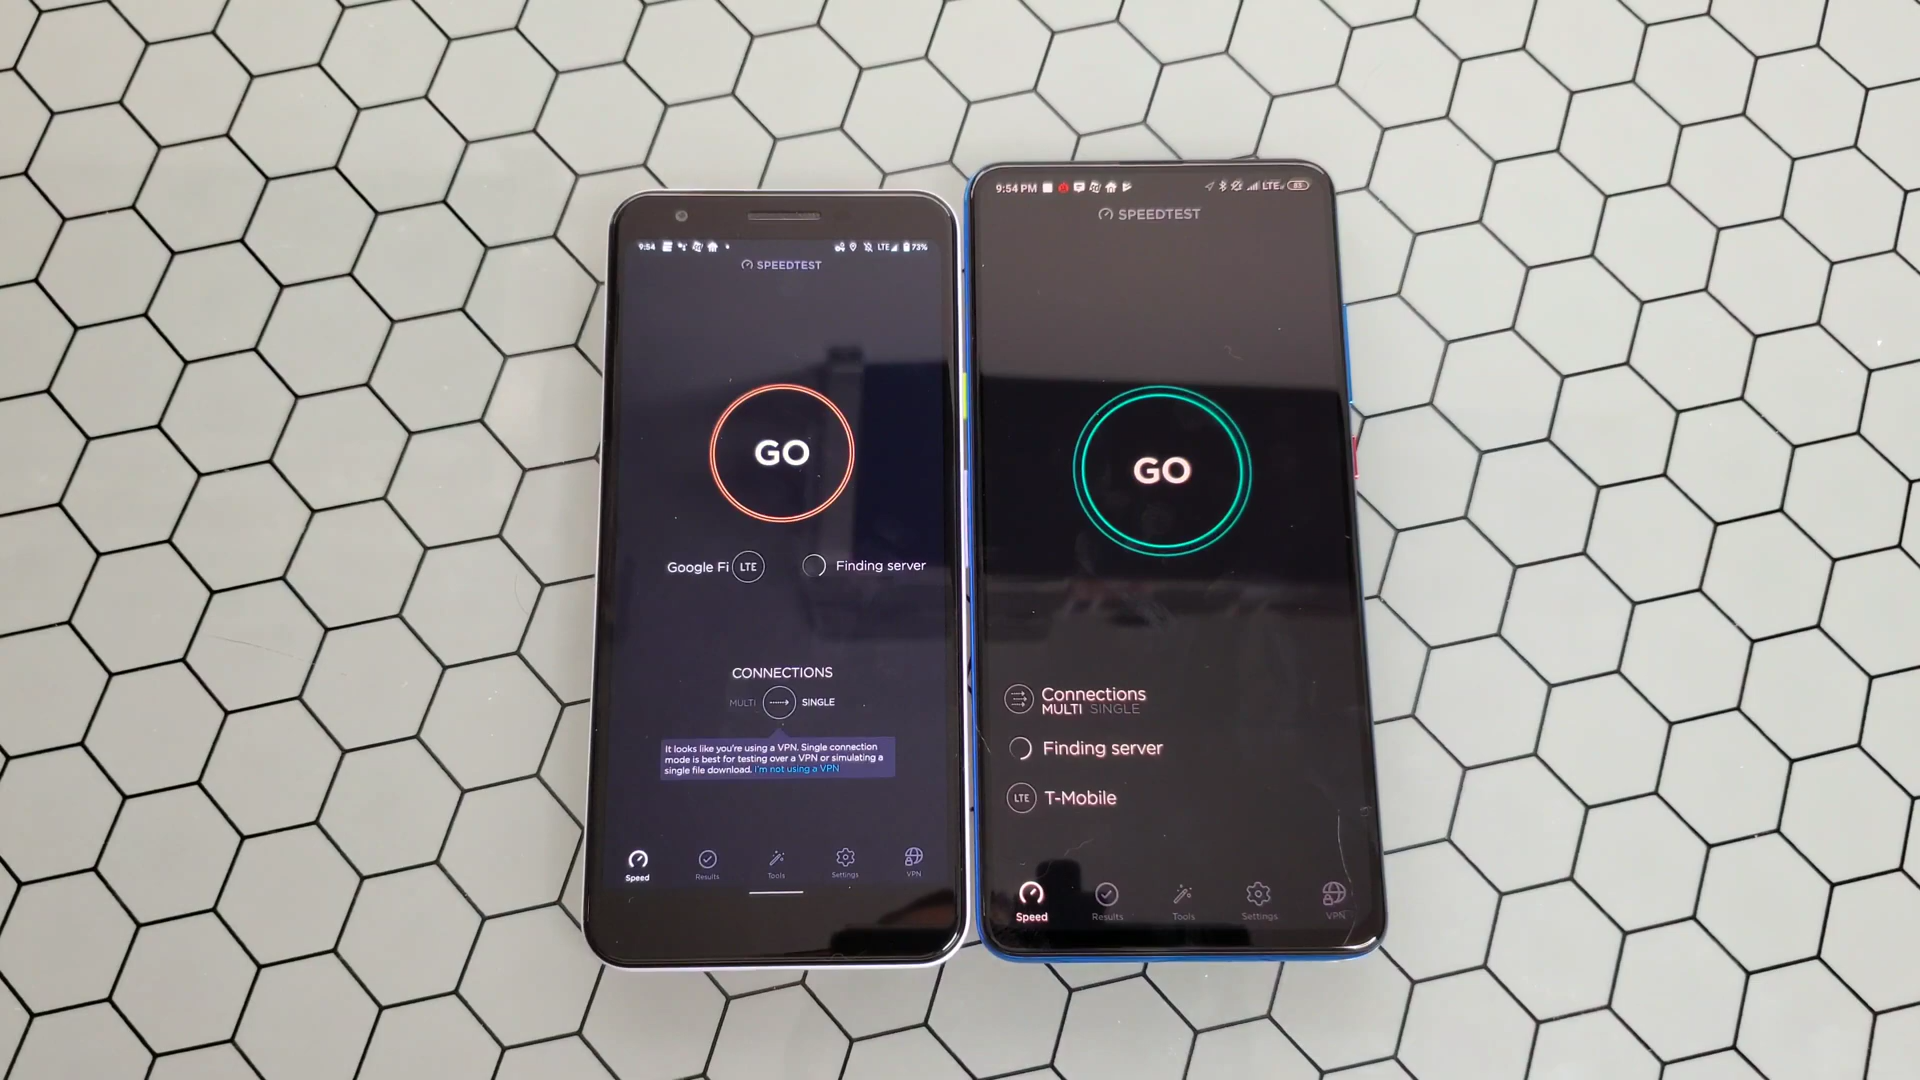 9:54
LTE
73%
SPEEDTEST
GO
Google Fi
LTE
Finding server
CONNECTIONS
MULTI
SINGLE
It looks like you're using a VPN. Single connection
mode is best for testing over a VPN or simulating a
single file download. I'm not using a VPN
Speed
Results
Tools
Settings
VPN
9:54 PM
LTE
83
SPEEDTEST
GO
Connections
MULTI SINGLE
Finding server
LTE
T-Mobile
Speed
Results
Tools
Settings
VPN